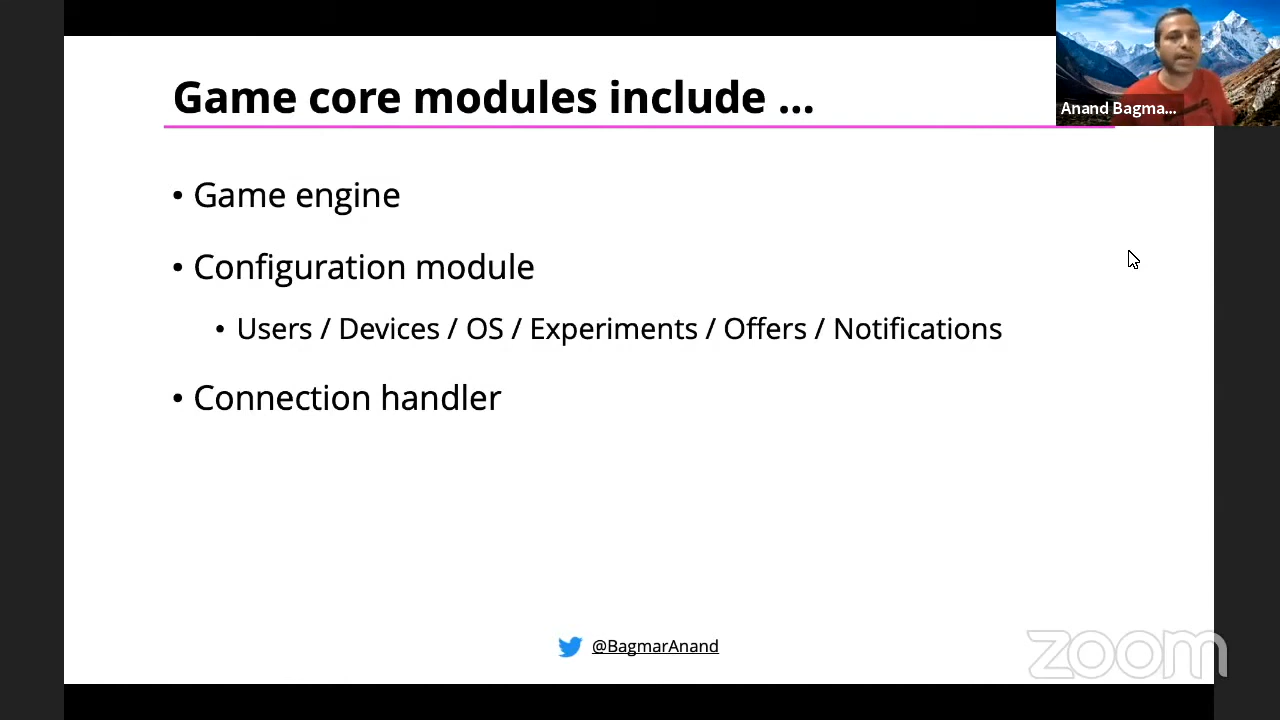 Game core modules include ...
Anand Bagma...
• Game engine
• Configuration module
• Users / Devices / OS / Experiments / Offers / Notifications
• Connection handler
@BagmarAnand
zoom